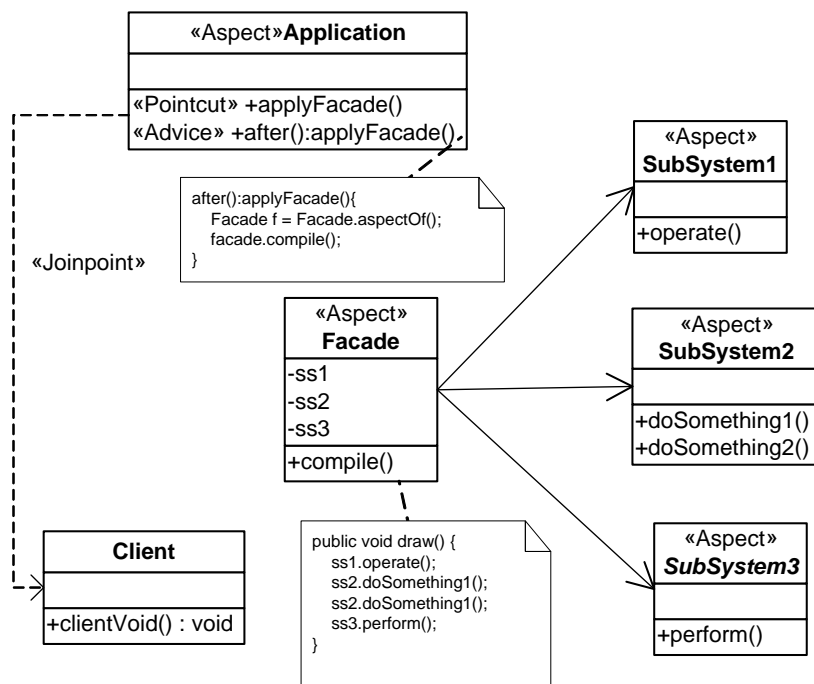 «Aspect»Application
«Pointcut» +applyFacade()
«Advice» +after():applyFacade()
after():applyFacade(){
Facade f = Facade.aspectOf();
facade.compile();
}
«Joinpoint»
«Aspect»
SubSystem1
+operate()
«Aspect»
Facade
-ss1
-ss2
-ss3
+compile()
«Aspect»
SubSystem2
+doSomething1()
+doSomething2()
Client
+clientVoid() : void
public void draw() {
ss1.operate();
ss2.doSomething1();
ss2.doSomething1();
ss3.perform();
}
«Aspect»
SubSystem3
+perform()